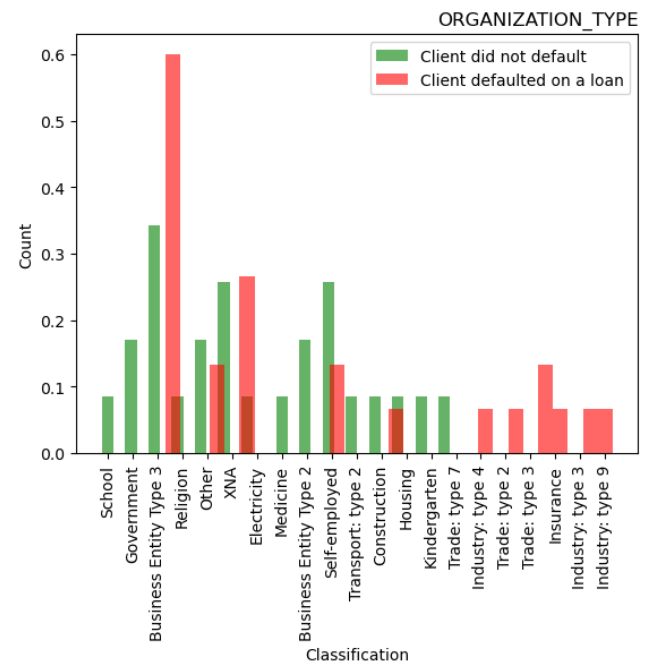 ORGANIZATION_TYPE
Client did not default
Client defaulted on a loan
0.6
0.5
0.4
0.3
0.2
0.1
0.0
Count
School
Government
Business Entity Type 3
Religion
Other
XNA
Electricity
Medicine
Business Entity Type 2
Self-employed
Transport: type 2
Construction
Housing
Kindergarten
Trade: type 7
Industry: type 4
Trade: type 2
Trade: type 3
Insurance
Industry: type 3
Industry: type 9
Classification